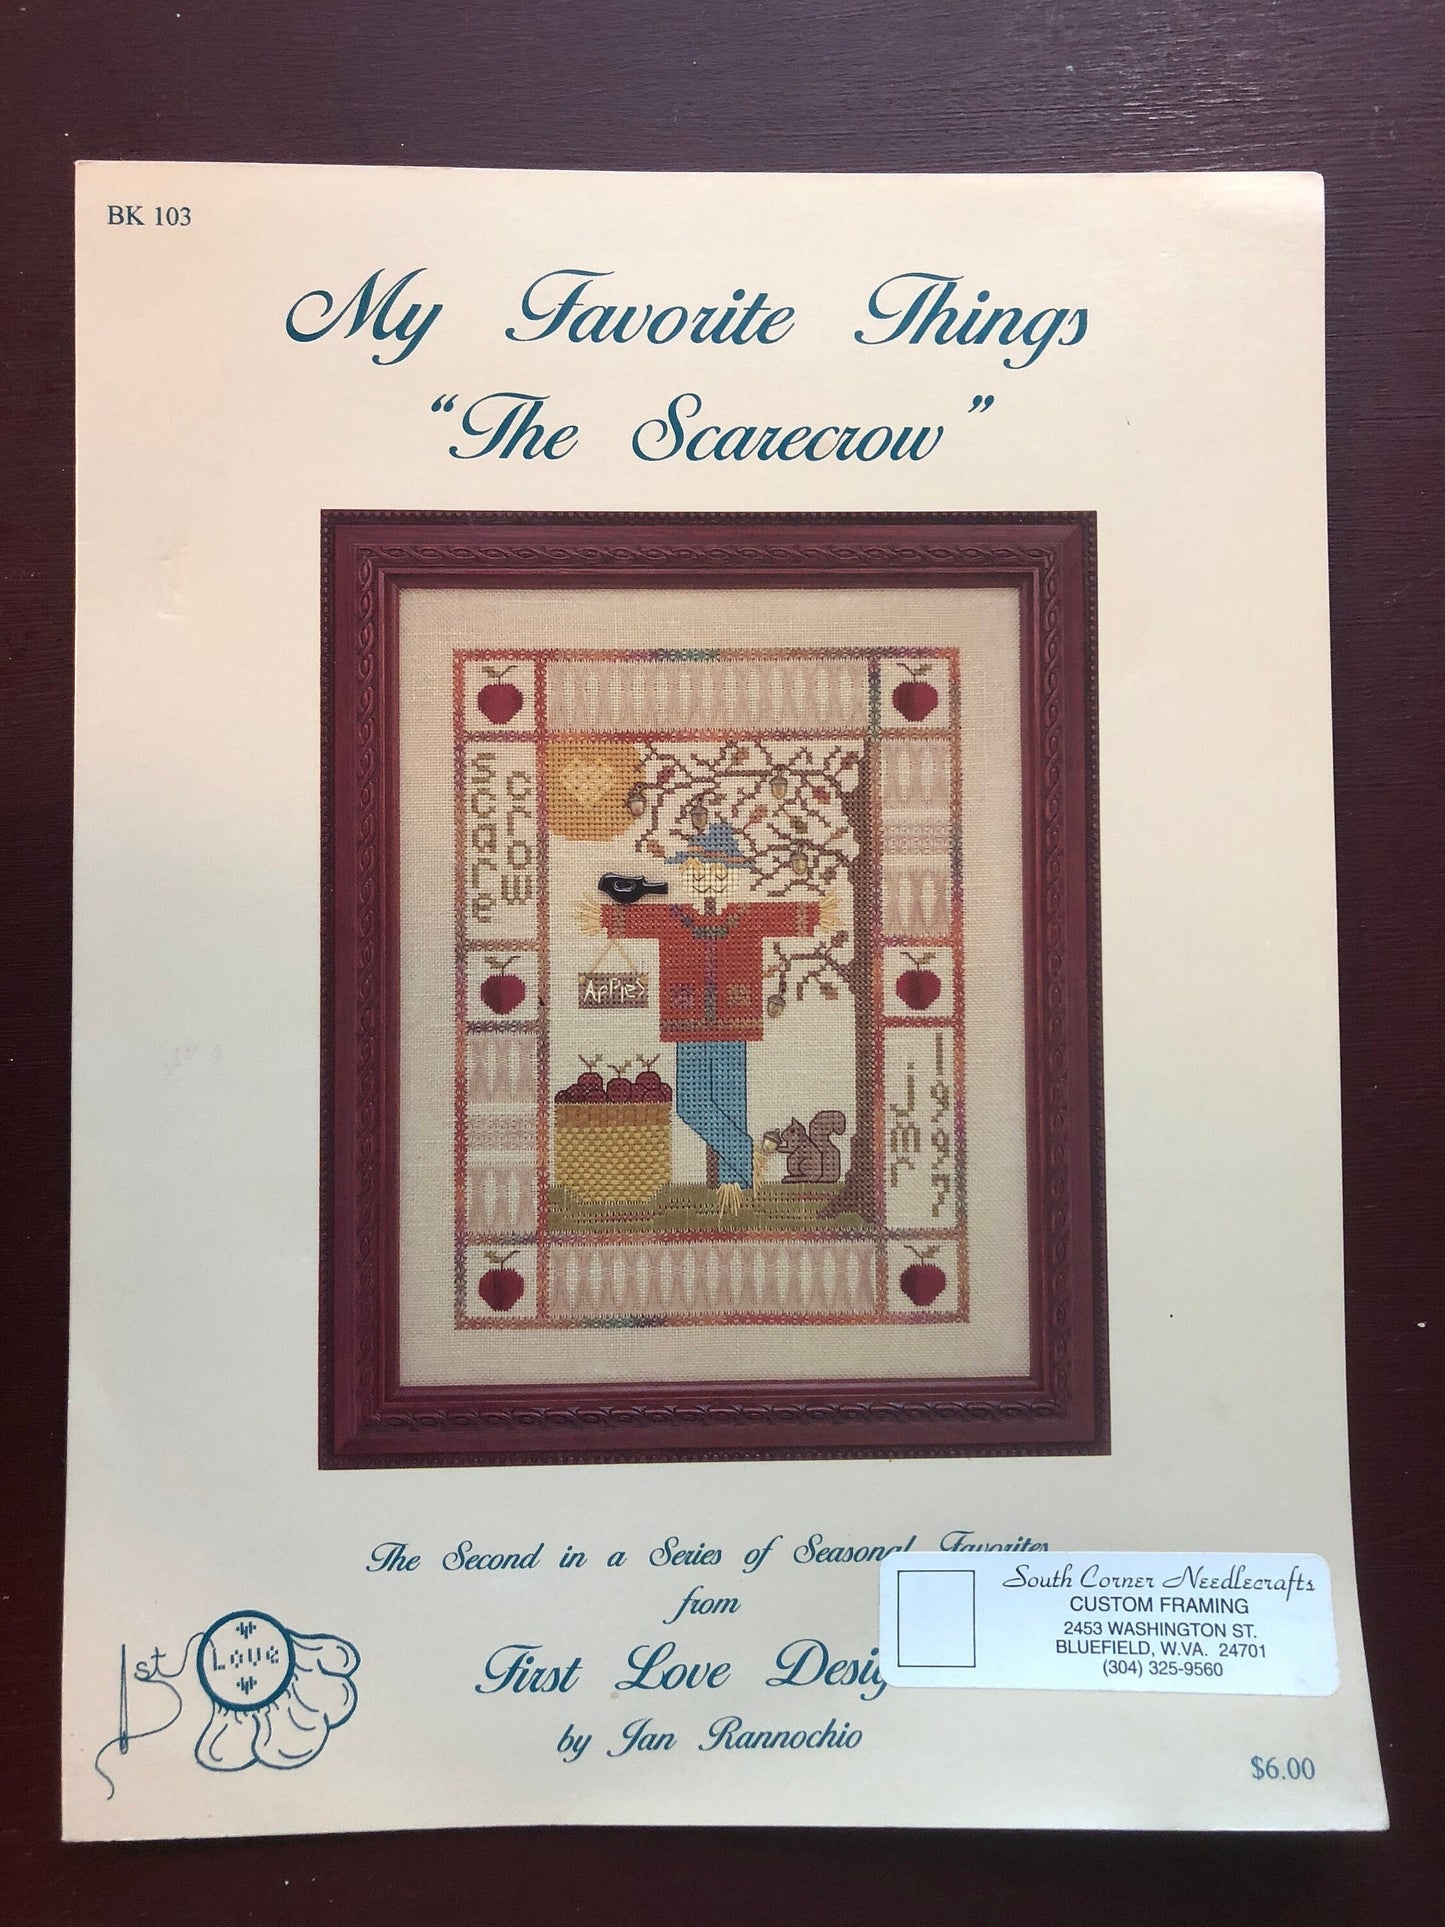 BK 103
My Favorite Things
"The Scarecrow"
scare
crow
Apples
1997
jmr
The Second in a Series of Seasonal Favorites
from
First Love Desig
by Jan Rannochio
1st
Love
South Corner Needlecrafts
CUSTOM FRAMING
2453 WASHINGTON ST.
BLUEFIELD, W.VA. 24701
(304) 325-9560
$6.00